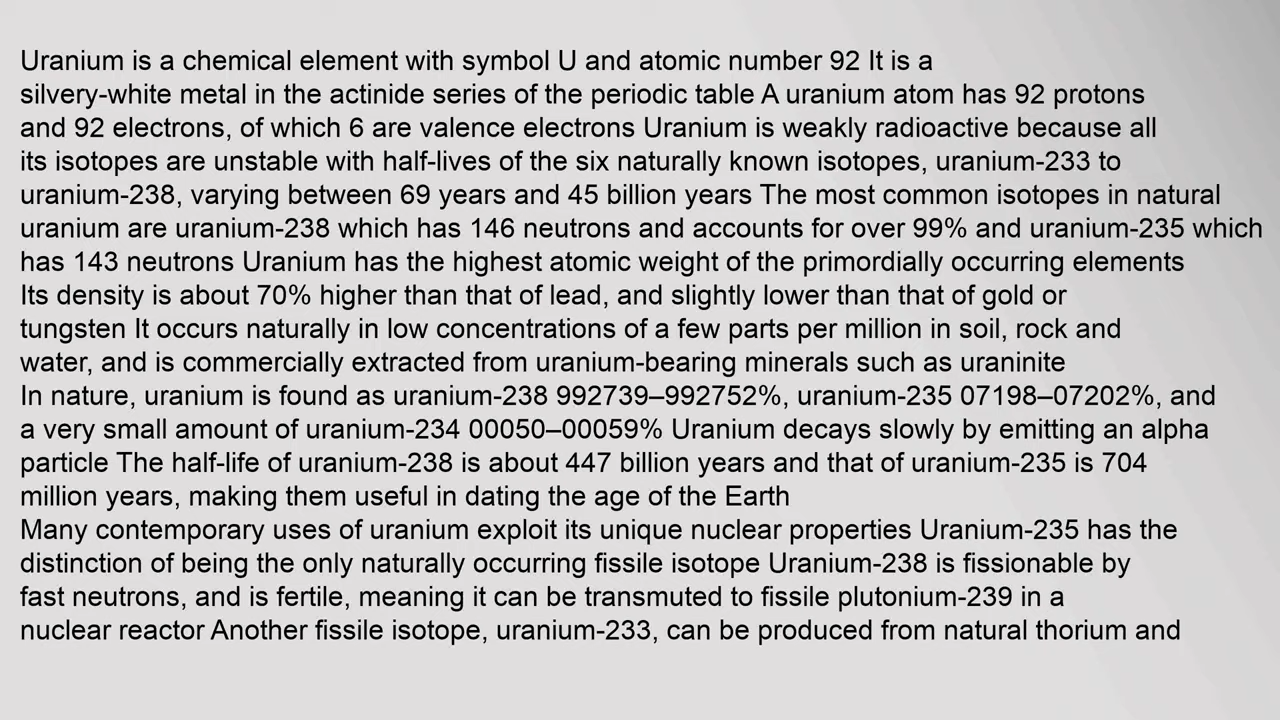 Uranium is a chemical element with symbol U and atomic number 92 It is a
silvery-white metal in the actinide series of the periodic table A uranium atom has 92 protons
and 92 electrons, of which 6 are valence electrons Uranium is weakly radioactive because all
its isotopes are unstable with half-lives of the six naturally known isotopes, uranium-233 to
uranium-238, varying between 69 years and 45 billion years The most common isotopes in natural
uranium are uranium-238 which has 146 neutrons and accounts for over 99% and uranium-235 which
has 143 neutrons Uranium has the highest atomic weight of the primordially occurring elements
Its density is about 70% higher than that of lead, and slightly lower than that of gold or
tungsten It occurs naturally in low concentrations of a few parts per million in soil, rock and
water, and is commercially extracted from uranium-bearing minerals such as uraninite
In nature, uranium is found as uranium-238 992739–992752%, uranium-235 07198–07202%, and
a very small amount of uranium-234 00050–00059% Uranium decays slowly by emitting an alpha
particle The half-life of uranium-238 is about 447 billion years and that of uranium-235 is 704
million years, making them useful in dating the age of the Earth
Many contemporary uses of uranium exploit its unique nuclear properties Uranium-235 has the
distinction of being the only naturally occurring fissile isotope Uranium-238 is fissionable by
fast neutrons, and is fertile, meaning it can be transmuted to fissile plutonium-239 in a
nuclear reactor Another fissile isotope, uranium-233, can be produced from natural thorium and